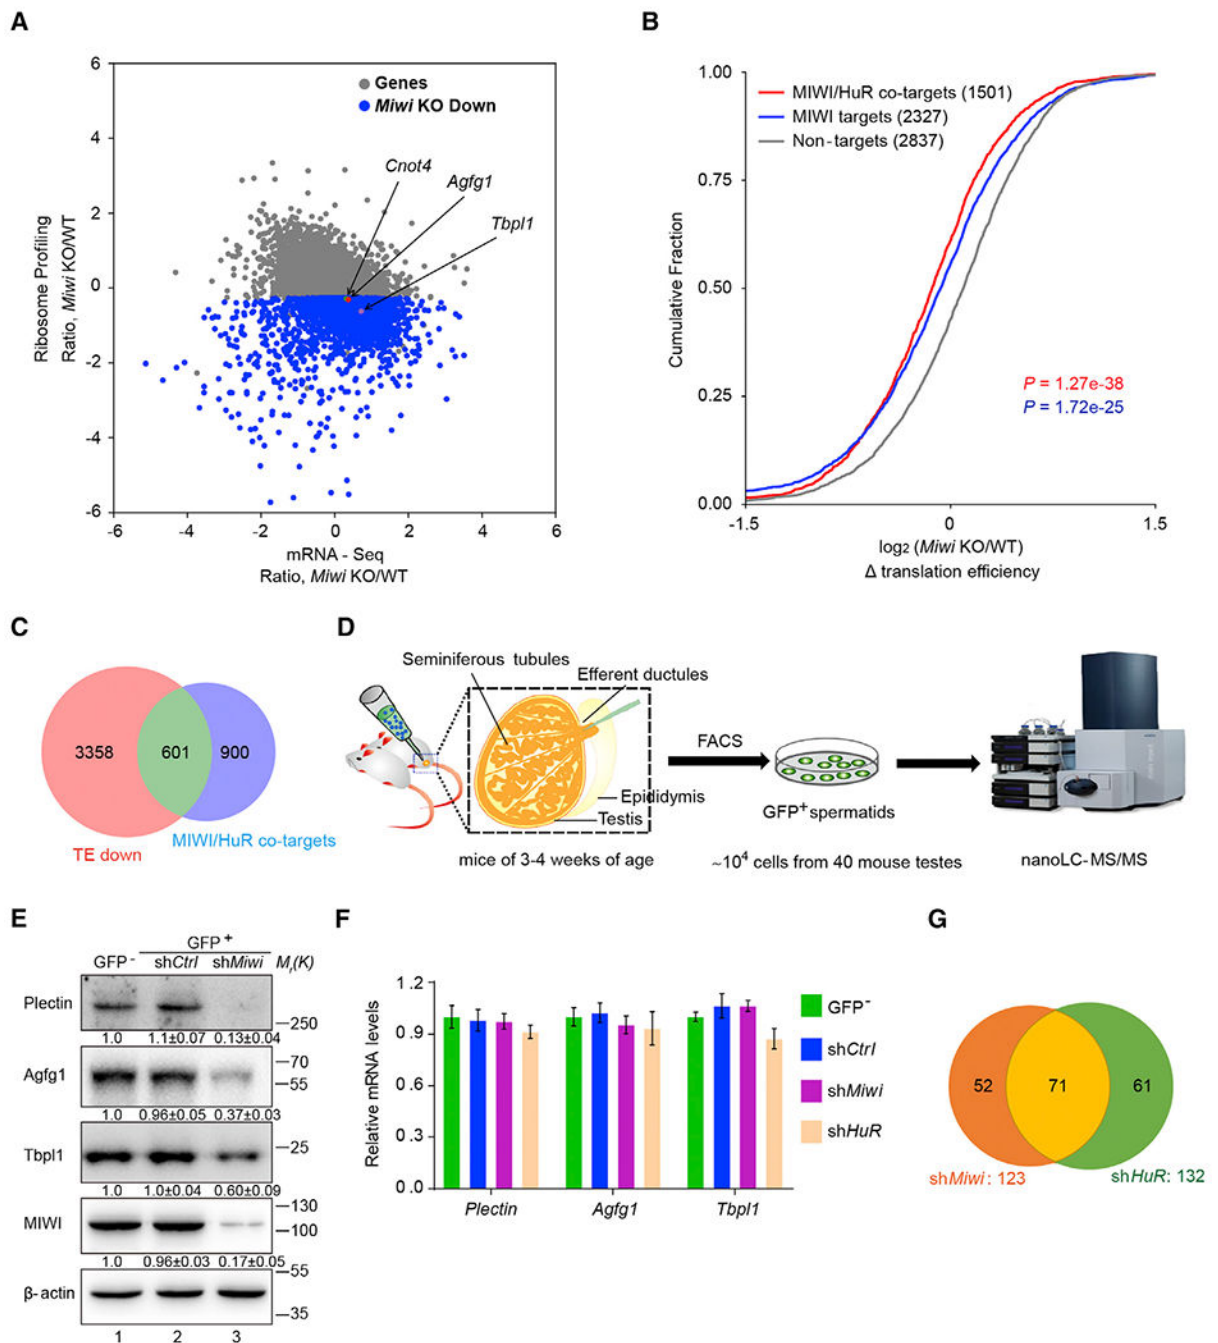 A
6
4
2
0
-2
-4
-6
-6
-4
-2
0
2
4
6
Ribosome Profiling
Ratio, Miwi KO/WT
mRNA - Seq
Ratio, Miwi KO/WT
Genes
Miwi KO Down
Cnot4
Agfg1
Tbpl1
B
1.00
0.75
0.50
0.25
0.00
-1.5
0
1.5
Cumulative Fraction
log₂ (Miwi KO/WT)
Δ translation efficiency
MIWI/HuR co-targets (1501)
MIWI targets (2327)
Non-targets (2837)
P = 1.27e-38
P = 1.72e-25
C
3358
601
900
TE down
MIWI/HuR co-targets
D
Seminiferous tubules
Efferent ductules
Epididymis
Testis
mice of 3-4 weeks of age
FACS
GFP⁺spermatids
~10⁴ cells from 40 mouse testes
nanoLC-MS/MS
E
GFP⁺
GFP⁻ shCtrl shMiwi Mr(K)
Plectin
250
1.0 1.1±0.07 0.13±0.04
Agfg1
70
55
1.0 0.96±0.05 0.37±0.03
Tbpl1
25
1.0 1.0±0.04 0.60±0.09
MIWI
130
100
1.0 0.96±0.03 0.17±0.05
β-actin
55
35
1 2 3
F
1.2
0.9
0.6
0.3
0.0
Relative mRNA levels
Plectin Agfg1 Tbpl1
GFP⁻
shCtrl
shMiwi
shHuR
G
52
71
61
shMiwi: 123
shHuR: 132